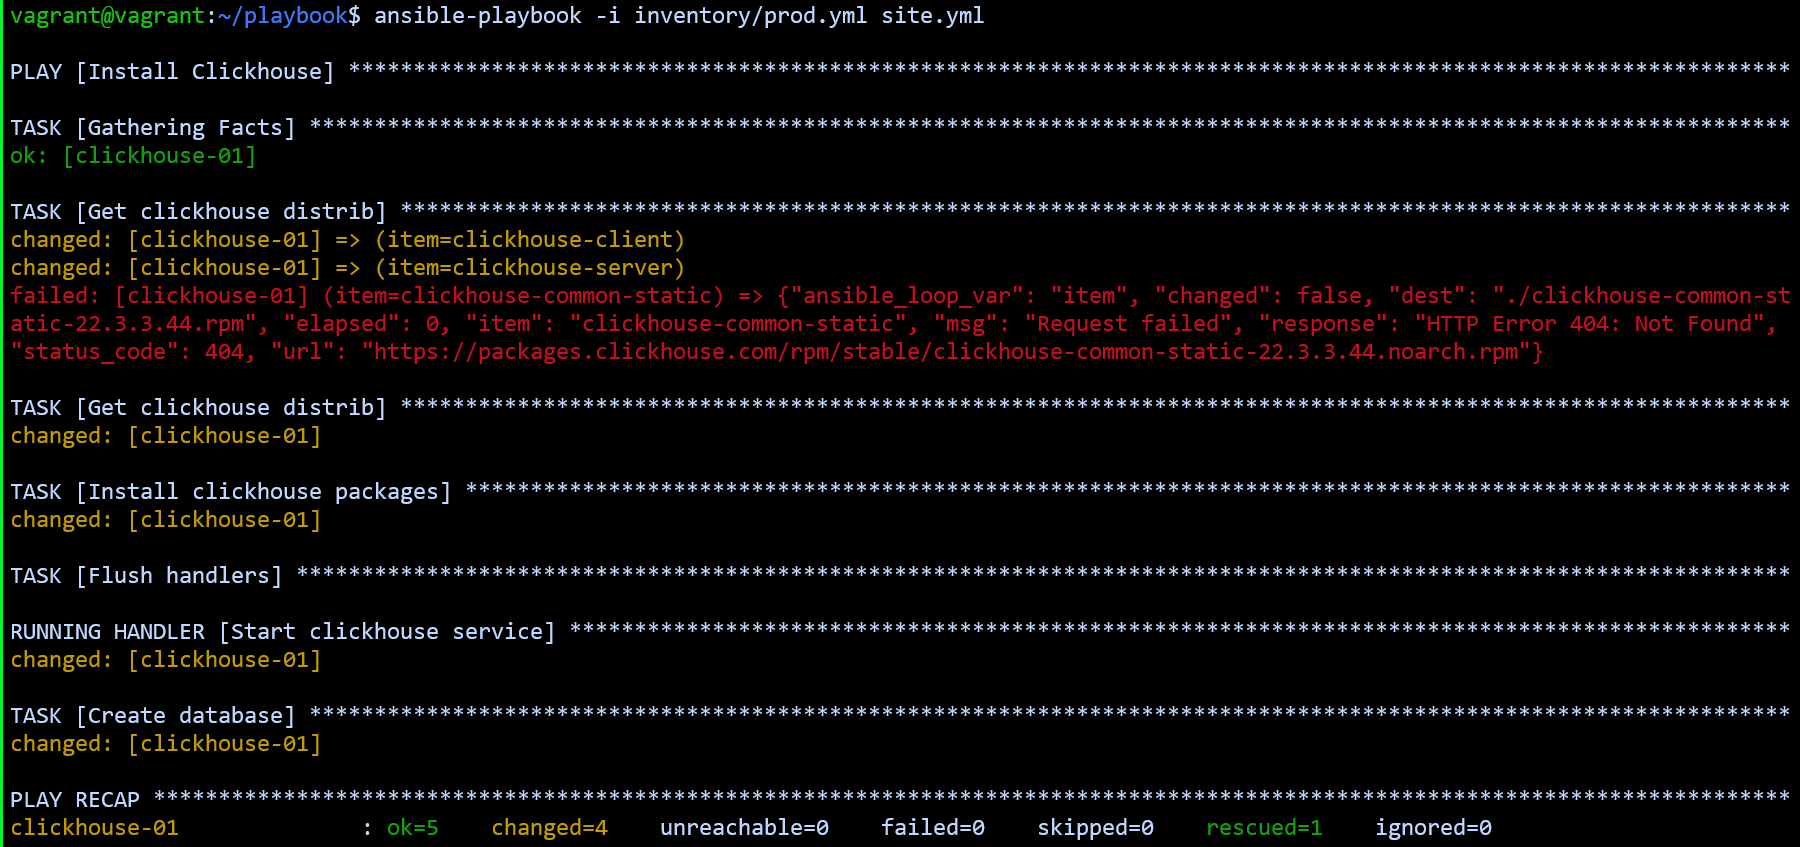 vagrant@vagrant:~/playbook$ ansible-playbook -i inventory/prod.yml site.yml
PLAY [Install Clickhouse] ***************************************************************************************************************
TASK [Gathering Facts] ******************************************************************************************************************
ok: [clickhouse-01]
TASK [Get clickhouse distrib] ***********************************************************************************************************
changed: [clickhouse-01] => (item=clickhouse-client)
changed: [clickhouse-01] => (item=clickhouse-server)
failed: [clickhouse-01] (item=clickhouse-common-static) => {"ansible_loop_var": "item", "changed": false, "dest": "./clickhouse-common-st
atic-22.3.3.44.rpm", "elapsed": 0, "item": "clickhouse-common-static", "msg": "Request failed", "response": "HTTP Error 404: Not Found",
"status_code": 404, "url": "https://packages.clickhouse.com/rpm/stable/clickhouse-common-static-22.3.3.44.noarch.rpm"}
TASK [Get clickhouse distrib] ***********************************************************************************************************
changed: [clickhouse-01]
TASK [Install clickhouse packages] ******************************************************************************************************
changed: [clickhouse-01]
TASK [Flush handlers] *******************************************************************************************************************
RUNNING HANDLER [Start clickhouse service] **********************************************************************************************
changed: [clickhouse-01]
TASK [Create database] ******************************************************************************************************************
changed: [clickhouse-01]
PLAY RECAP ******************************************************************************************************************************
clickhouse-01              : ok=5    changed=4    unreachable=0    failed=0    skipped=0    rescued=1    ignored=0